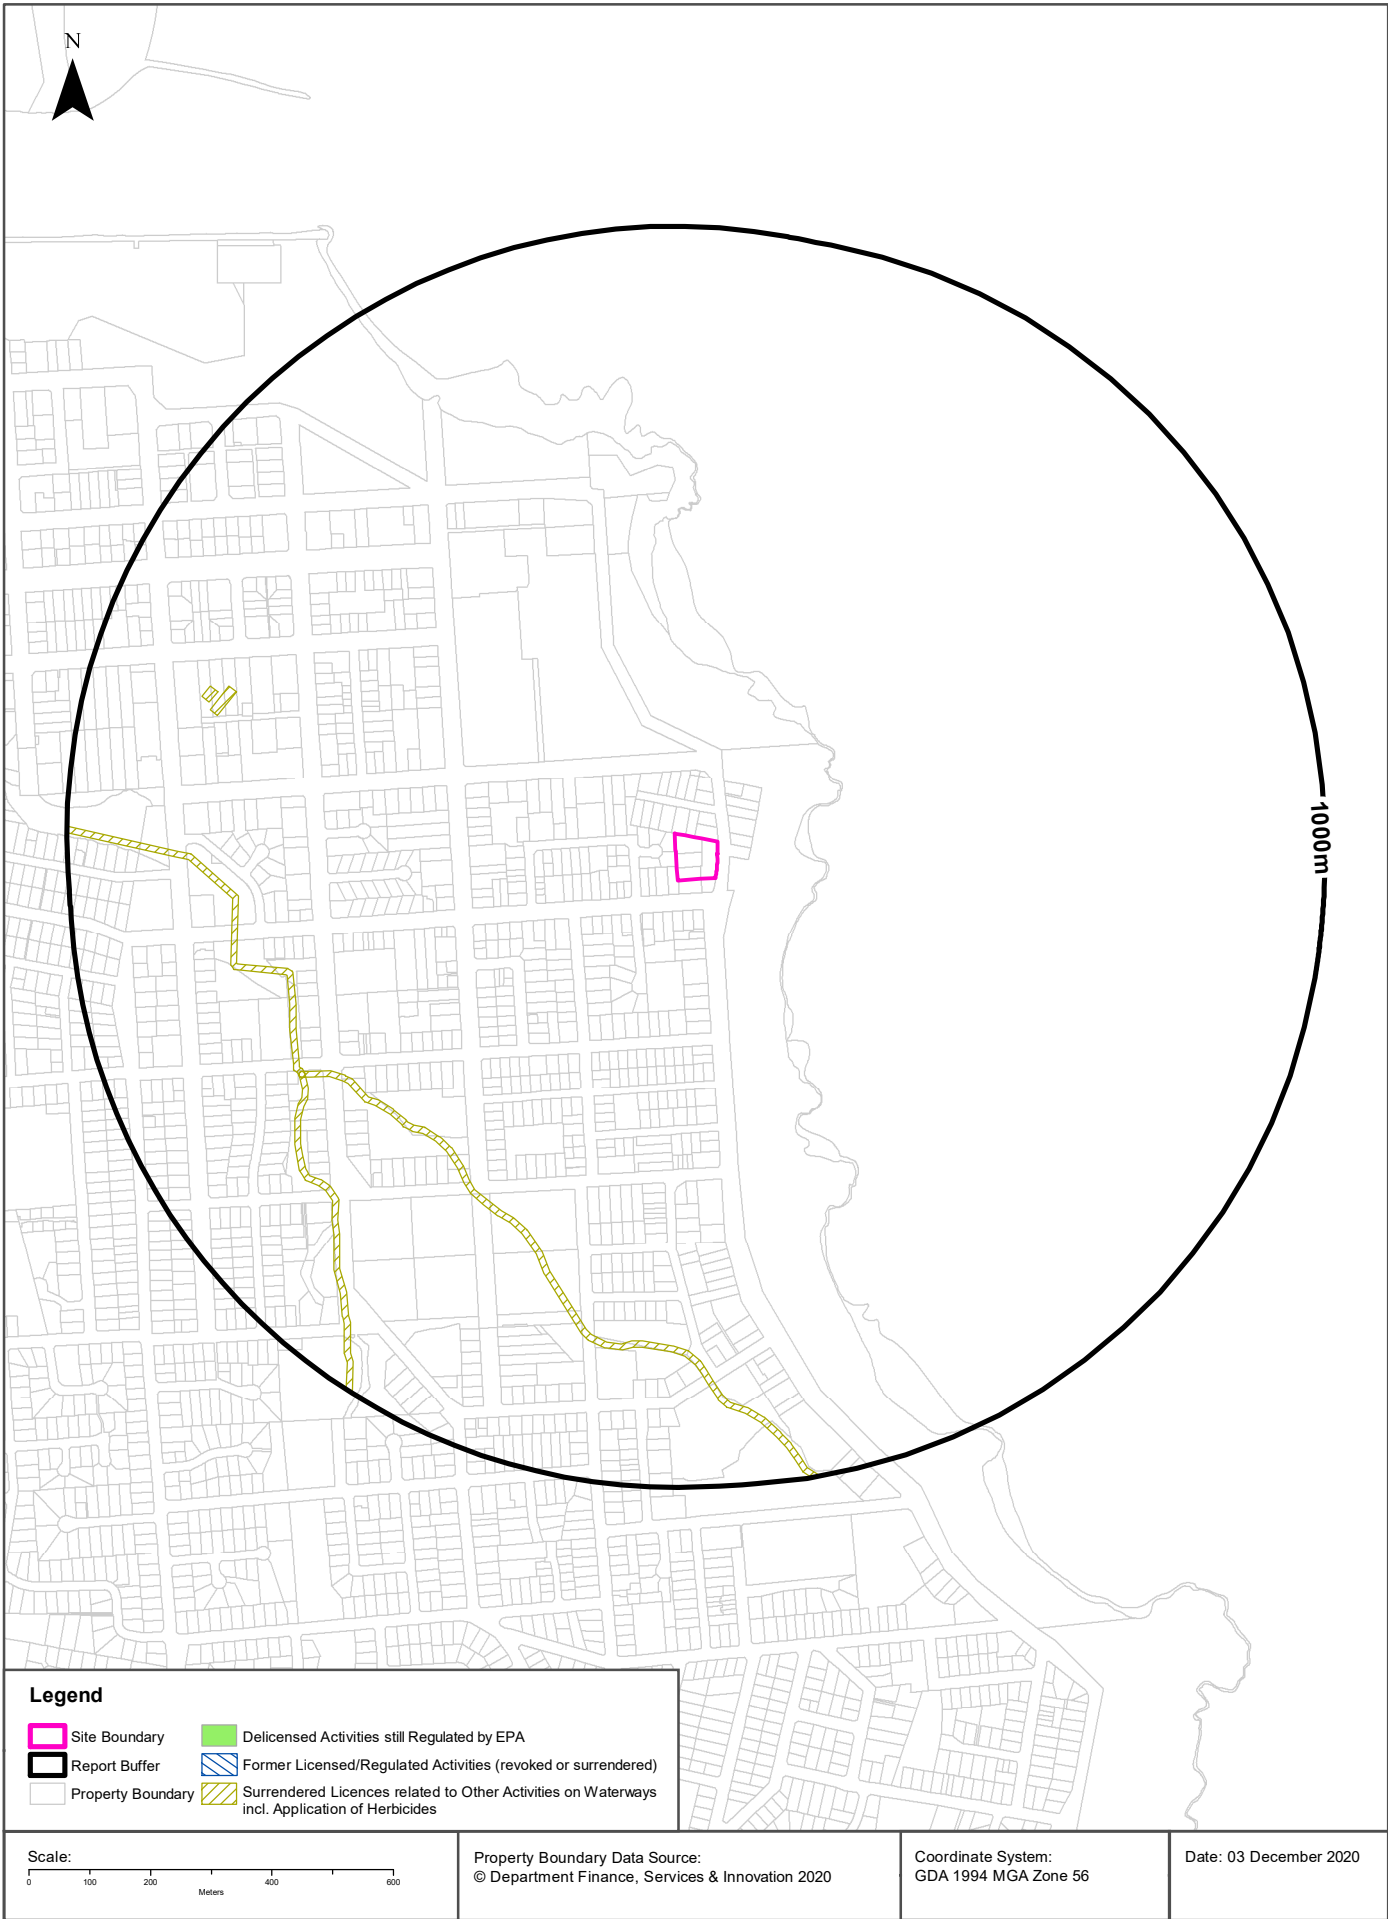 N
1000m
Legend
Site Boundary
Report Buffer
Property Boundary
Delicensed Activities still Regulated by EPA
Former Licensed/Regulated Activities (revoked or surrendered)
Surrendered Licences related to Other Activities on Waterways
incl. Application of Herbicides
Scale:
0 100 200 400 600
Meters
Property Boundary Data Source:
© Department Finance, Services & Innovation 2020
Coordinate System:
GDA 1994 MGA Zone 56
Date: 03 December 2020